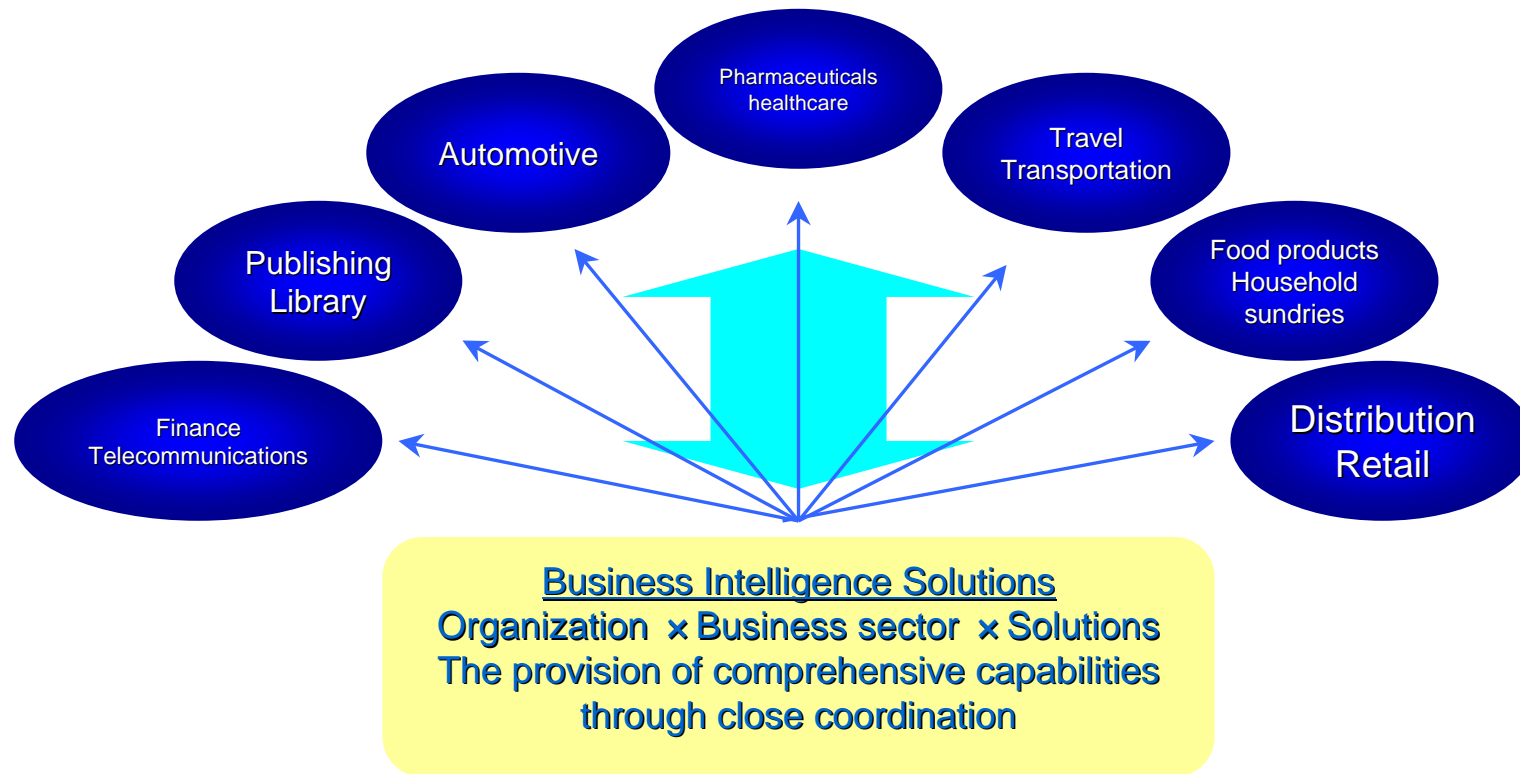 Pharmaceuticals
healthcare
Automotive
Travel
Transportation
Publishing
Library
Food products
Household
sundries
Finance
Telecommunications
Distribution
Retail
Business Intelligence Solutions
Organization × Business sector × Solutions
The provision of comprehensive capabilities
through close coordination